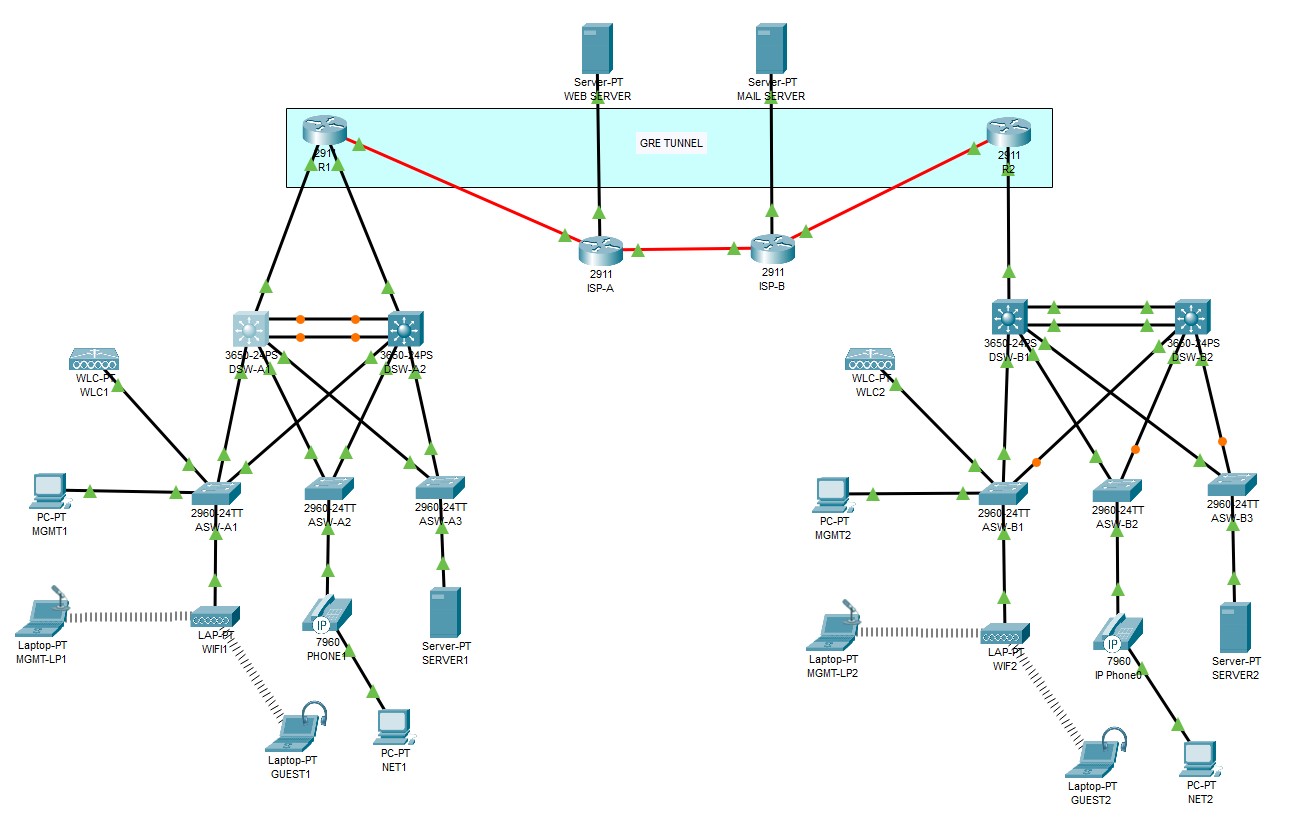 Server-PT
WEB SERVER
Server-PT
MAIL SERVER
GRE TUNNEL
2911
R1
2911
R2
2911
ISP-A
2911
ISP-B
3650-24PS
DSW-A1
3650-24PS
DSW-A2
3650-24PS
DSW-B1
3650-24PS
DSW-B2
WLC-PT
WLC1
WLC-PT
WLC2
PC-PT
MGMT1
2960-24TT
ASW-A1
2960-24TT
ASW-A2
2960-24TT
ASW-A3
PC-PT
MGMT2
2960-24TT
ASW-B1
2960-24TT
ASW-B2
2960-24TT
ASW-B3
Laptop-PT
MGMT-LP1
LAP-PT
WIFI1
IP
7960
PHONE1
Server-PT
SERVER1
Laptop-PT
MGMT-LP2
LAP-PT
WIF2
IP
7960
IP Phone0
Server-PT
SERVER2
Laptop-PT
GUEST1
PC-PT
NET1
Laptop-PT
GUEST2
PC-PT
NET2